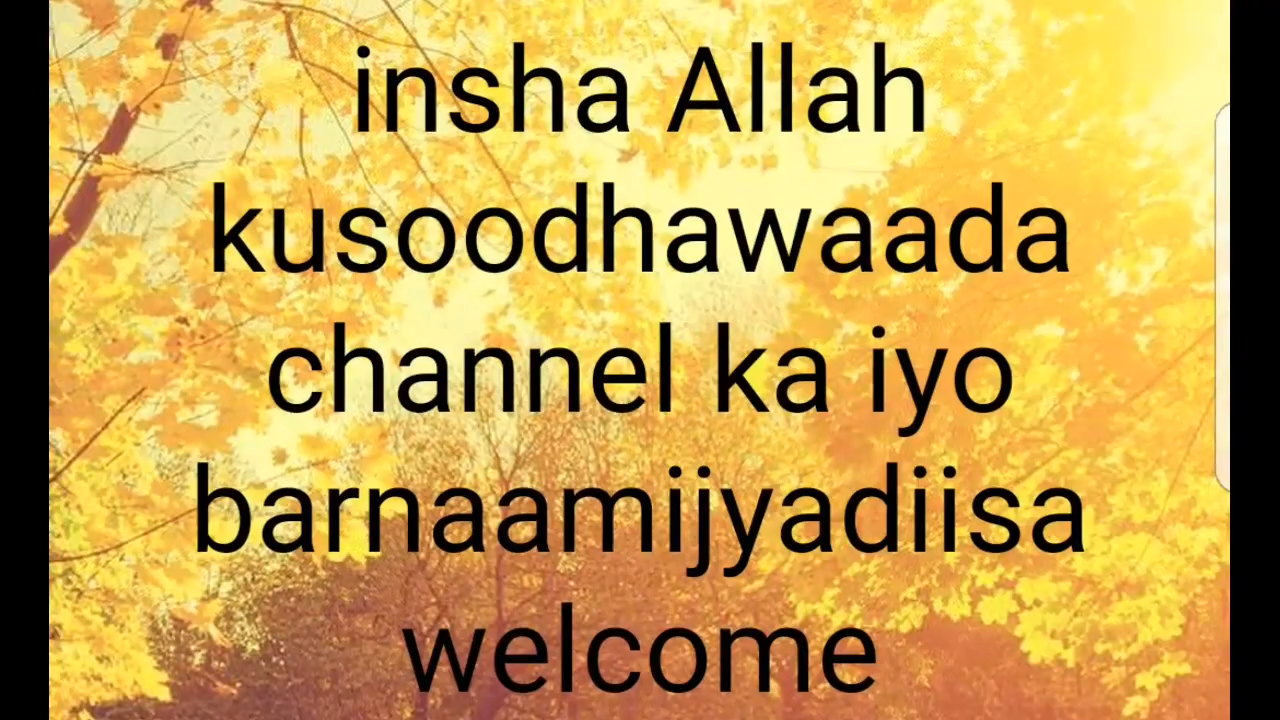 insha Allah
kusoodhawaada
channel ka iyo
barnaamijyadiisa
welcome